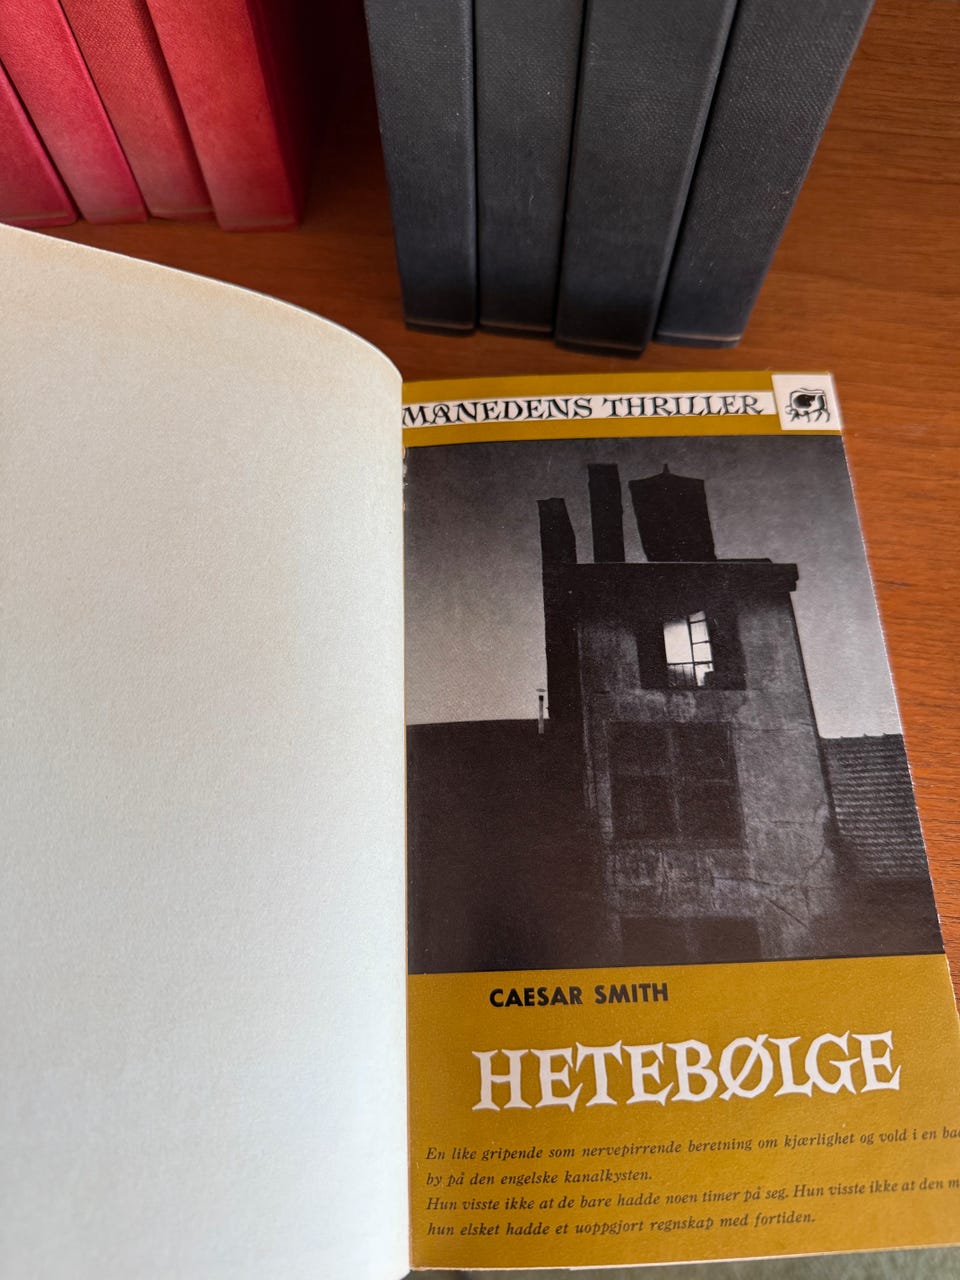 MÅNEDENS THRILLER
CAESAR SMITH
HETEBØLGE
En like gripende som nervepirrende beretning om kjærlighet og vold i en
by på den engelske kanalkysten.
Hun visste ikke at de bare hadde noen timer på seg. Hun visste ikke at den
hun elsket hadde et uoppgjort regnskap med fortiden.